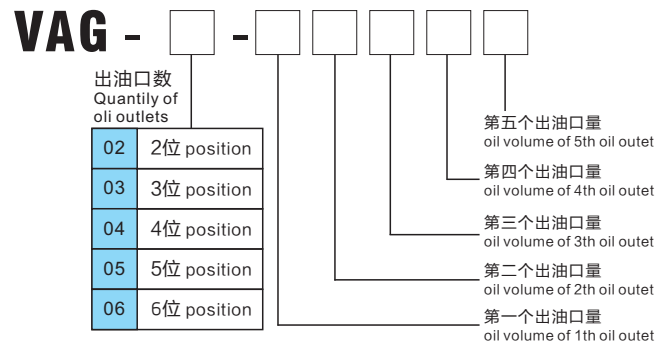 VAG - -
出油口数
Quantily of
oli outlets
02 2位 position
03 3位 position
04 4位 position
05 5位 position
06 6位 position
第五个出油口量
oil volume of 5th oil outet
第四个出油口量
oil volume of 4th oil outet
第三个出油口量
oil volume of 3th oil outet
第二个出油口量
oil volume of 2th oil outet
第一个出油口量
oil volume of 1th oil outet